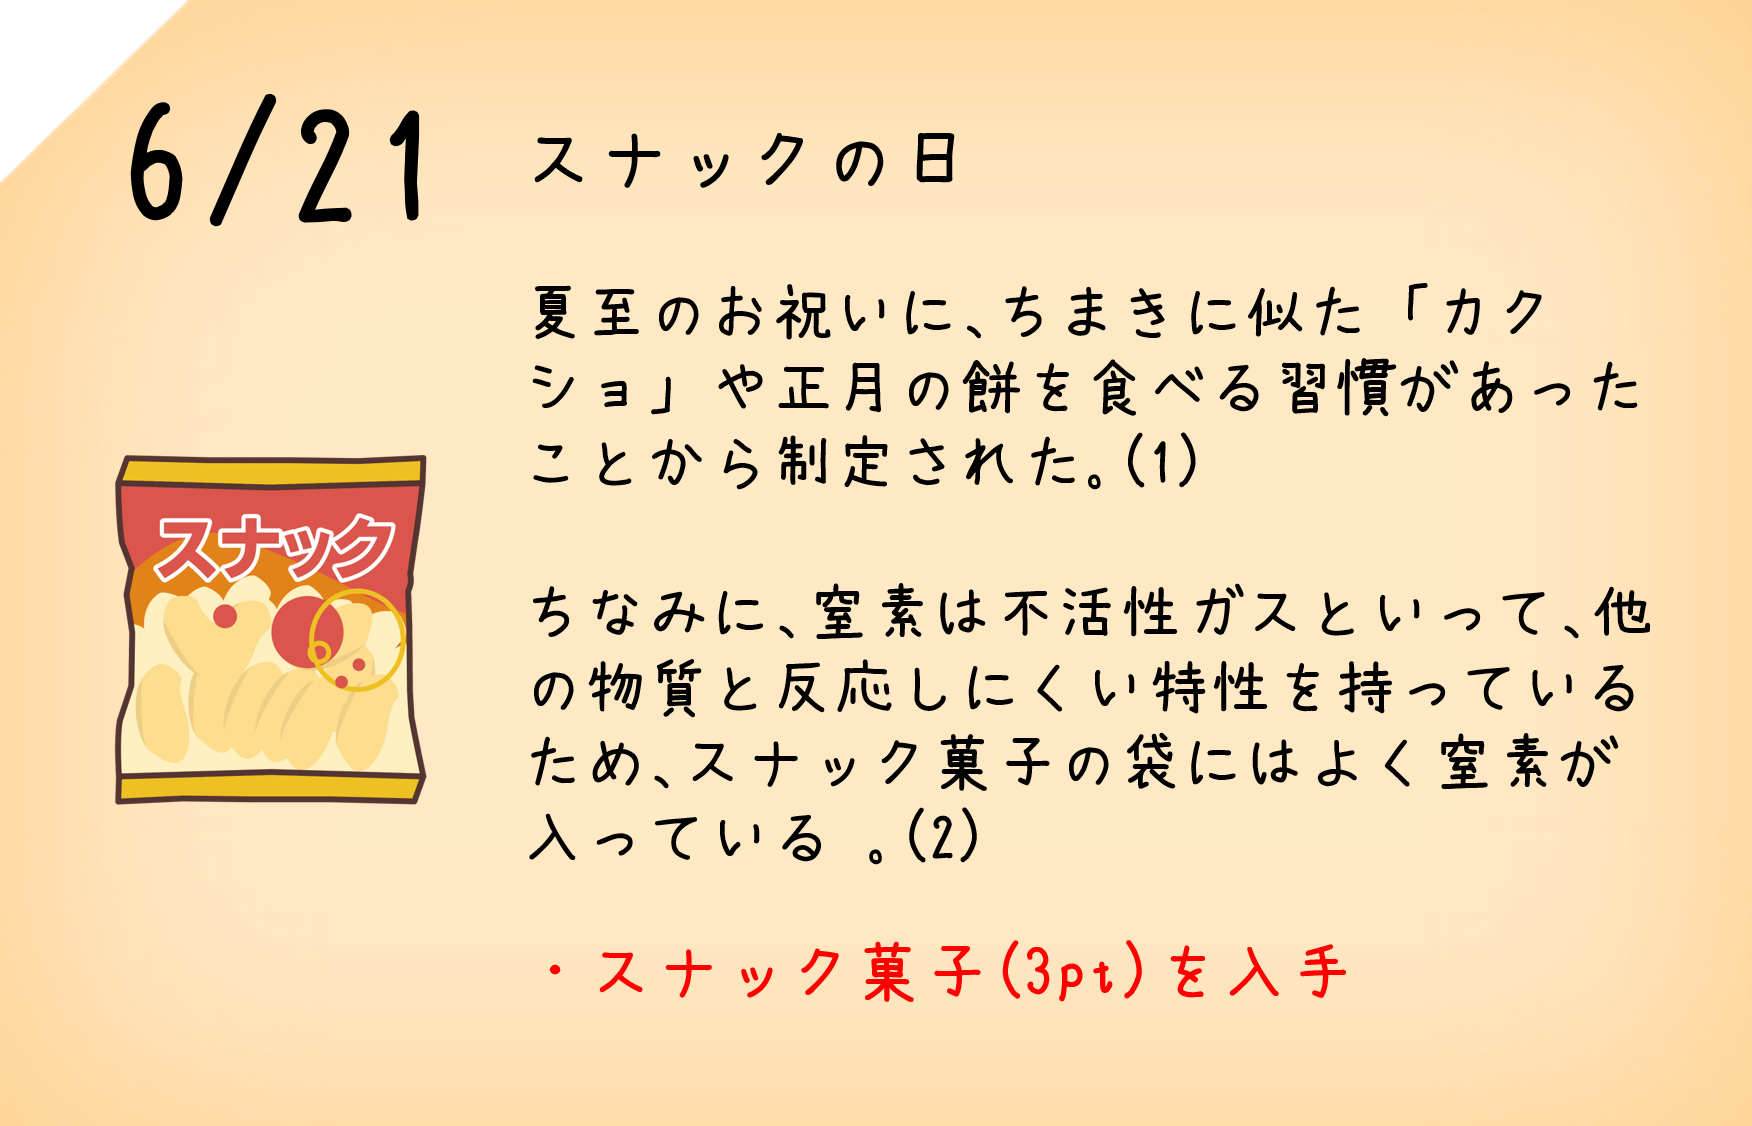 6/21
スナックの日
夏至のお祝いに、ちまきに似た「カク
ショ」や正月の餅を食べる習慣があった
ことから制定された。(1)
スナック
ちなみに、窒素は不活性ガスといって、他
の物質と反応しにくい特性を持っている
ため、スナック菓子の袋にはよく窒素が
入っている 。(2)
・スナック菓子(3pt)を入手